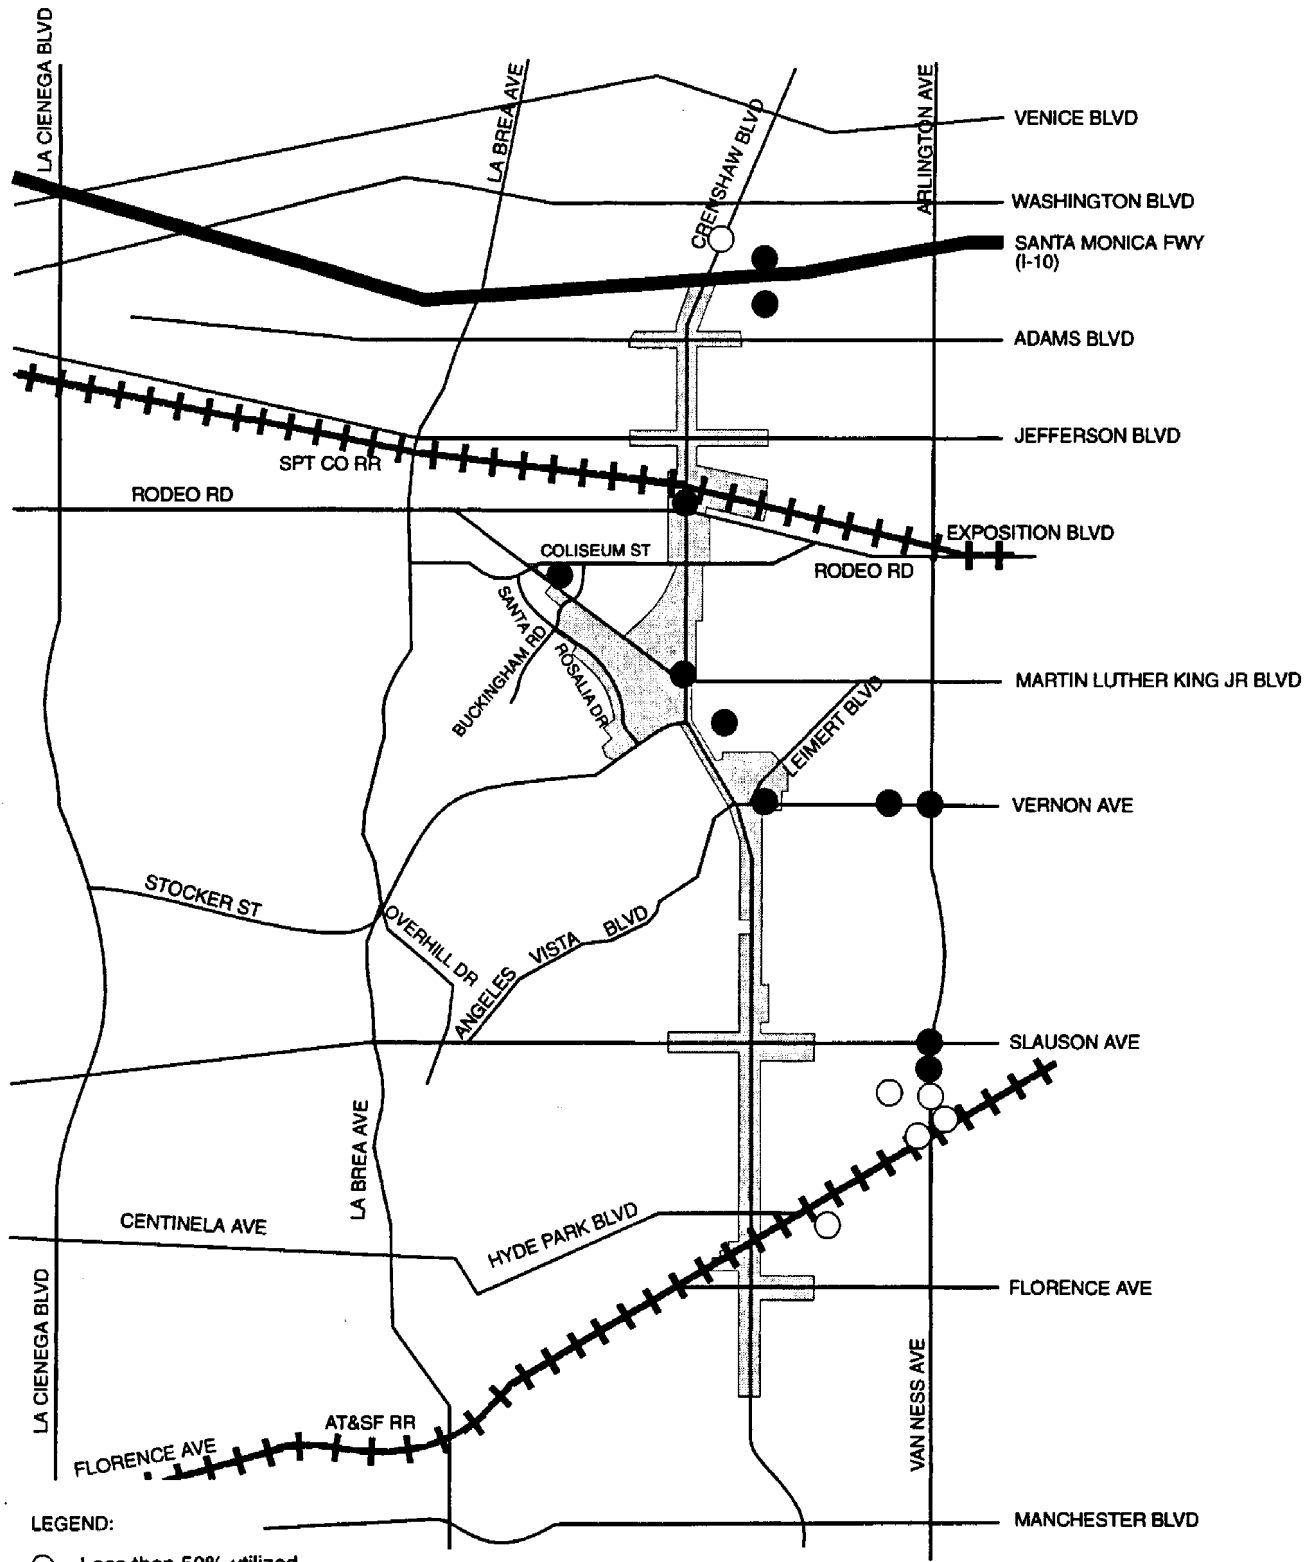 LA CIENEGA BLVD
LA BREA AVE
CRENSHAW BLVD
ARLINGTON AVE
VENICE BLVD
WASHINGTON BLVD
SANTA MONICA FWY
(I-10)
ADAMS BLVD
JEFFERSON BLVD
SPT CO RR
RODEO RD
EXPOSITION BLVD
COLISEUM ST
RODEO RD
SANTA
ROSALIA DR
BUCKINGHAM RD
MARTIN LUTHER KING JR BLVD
LEIMERT BLVD
VERNON AVE
STOCKER ST
OVERHILL DR
ANGELES VISTA BLVD
SLAUSON AVE
LA BREA AVE
CENTINELA AVE
HYDE PARK BLVD
FLORENCE AVE
LA CIENEGA BLVD
VAN NESS AVE
AT&SF RR
FLORENCE AVE
LEGEND:
MANCHESTER BLVD
Less than 50% utilized